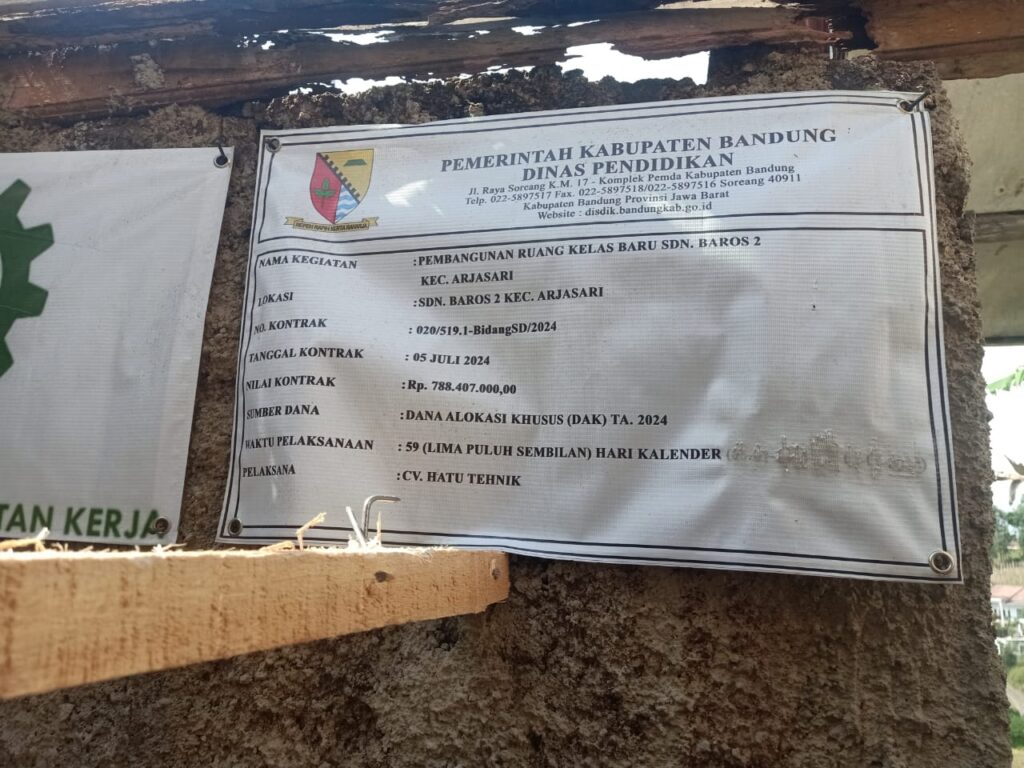 PEMERINTAH KABUPATEN BANDUNG
DINAS PENDIDIKAN
Jl. Raya Soreang K.M. 17 - Komplek Pemda Kabupaten Bandung
Telp. 022-5897517 Fax. 022-5897518/022-5897516 Soreang 40911
Kabupaten Bandung Provinsi Jawa Barat
Website : disdik.bandungkab.go.id
NAMA KEGIATAN : PEMBANGUNAN RUANG KELAS BARU SDN. BAROS 2
KEC. ARJASARI
LOKASI : SDN. BAROS 2 KEC. ARJASARI
NO. KONTRAK : 020/519.1-BidangSD/2024
TANGGAL KONTRAK : 05 JULI 2024
NILAI KONTRAK : Rp. 788.407.000,00
SUMBER DANA : DANA ALOKASI KHUSUS (DAK) TA. 2024
WAKTU PELAKSANAAN : 59 (LIMA PULUH SEMBILAN) HARI KALENDER
PELAKSANA : CV. HATU TEHNIK
TAN KERJA